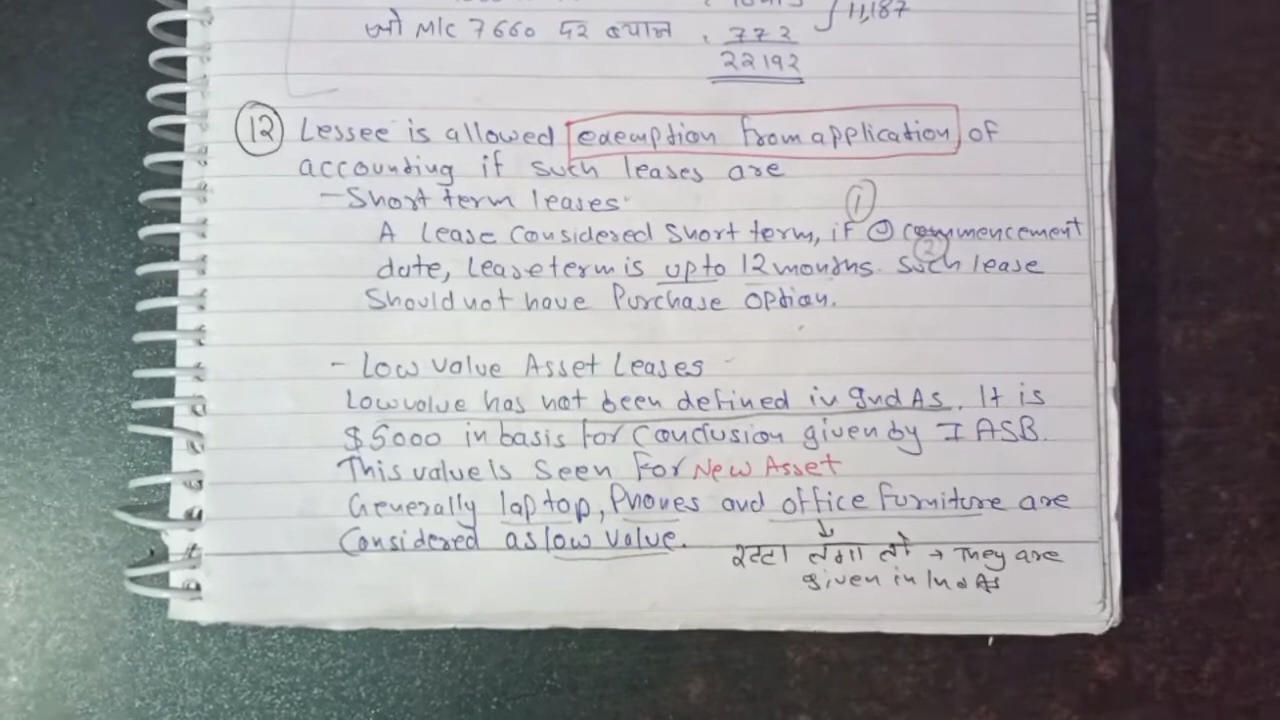 11,187
जो M/C 7660 पर ब्याज , 772
22192
12 Lessee is allowed exemption from application of
accounting if such leases are
- Short term leases
1
A Lease Considered Short term, if @ commencement
2
date, Lease term is up to 12 months. Such lease
Should not have Purchase option.
- Low value Asset Leases -
Low value has not been defined in Ind As. It is
$5000 in basis for Conclusion given by IASB.
This value is Seen For New Asset
Generally laptop, Phones and office furniture are
Considered as low value.
रट्टा लगा लो → They are
given in Ind As